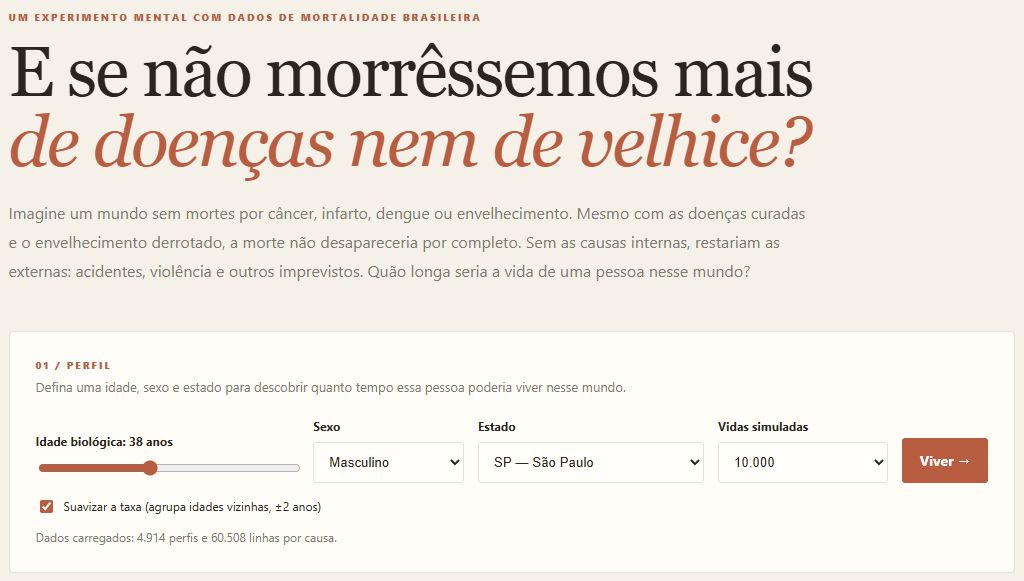 UM EXPERIMENTO MENTAL COM DADOS DE MORTALIDADE BRASILEIRA
E se não morrêssemos mais
de doenças nem de velhice?
Imagine um mundo sem mortes por câncer, infarto, dengue ou envelhecimento. Mesmo com as doenças curadas
e o envelhecimento derrotado, a morte não desapareceria por completo. Sem as causas internas, restariam as
externas: acidentes, violência e outros imprevistos. Quão longa seria a vida de uma pessoa nesse mundo?
01 / PERFIL
Defina uma idade, sexo e estado para descobrir quanto tempo essa pessoa poderia viver nesse mundo.
Idade biológica: 38 anos
Sexo
Masculino
Estado
SP — São Paulo
Vidas simuladas
10.000
Viver →
Suavizar a taxa (agrupa idades vizinhas, ±2 anos)
Dados carregados: 4.914 perfis e 60.508 linhas por causa.